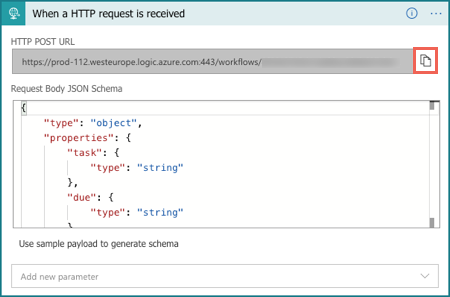 When a HTTP request is received
HTTP POST URL
https://prod-112.westeurope.logic.azure.com:443/workflows/
Request Body JSON Schema
{
"type": "object",
"properties": {
"task": {
"type": "string"
},
"due": {
"type": "string"
}
Use sample payload to generate schema
Add new parameter